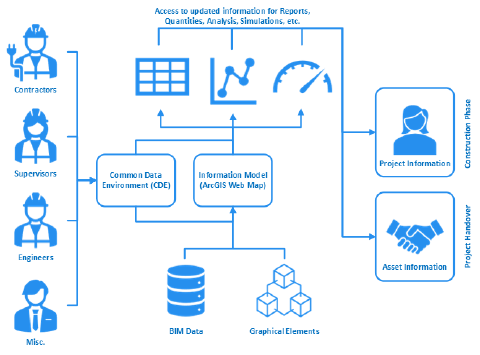 Access to updated information for Reports,
Quantities, Analysis, Simulations, etc.
Contractors
Supervisors
Engineers
Misc.
Common Data
Environment (CDE)
Information Model
(ArcGIS Web Map)
BIM Data
Graphical Elements
Project Information
Construction Phase
Asset Information
Project Handover